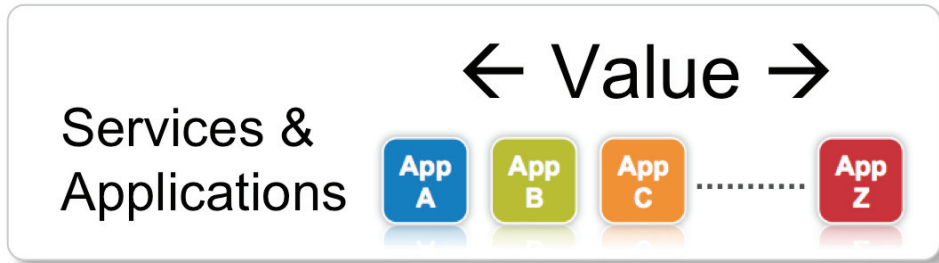 ← Value →
Services &
Applications
App
A
App
B
App
C
...........
App
Z